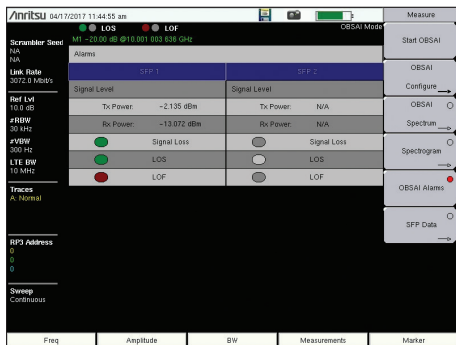 Anritsu 04/17/2017 11:44:55 am
Measure
LOS LOF OBSAI Mode
M1 -20.00 dB @10.001 003 636 GHz
Scrambler Seed
NA
NA
Link Rate
3072.0 Mbit/s
Ref Lvl
10.0 dB
#RBW
30 kHz
#VBW
300 Hz
LTE BW
10 MHz
Traces
A: Normal
RP3 Address
0
0
0
Sweep
Continuous
Alarms
SFP 1 SFP 2
Signal Level Signal Level
Tx Power: -2.135 dBm Tx Power: N/A
Rx Power: -13.072 dBm Rx Power: N/A
Signal Loss Signal Loss
LOS LOS
LOF LOF
Start OBSAI
OBSAI
Configure
OBSAI
Spectrum
Spectrogram
OBSAI Alarms
SFP Data
Freq Amplitude BW Measurements Marker